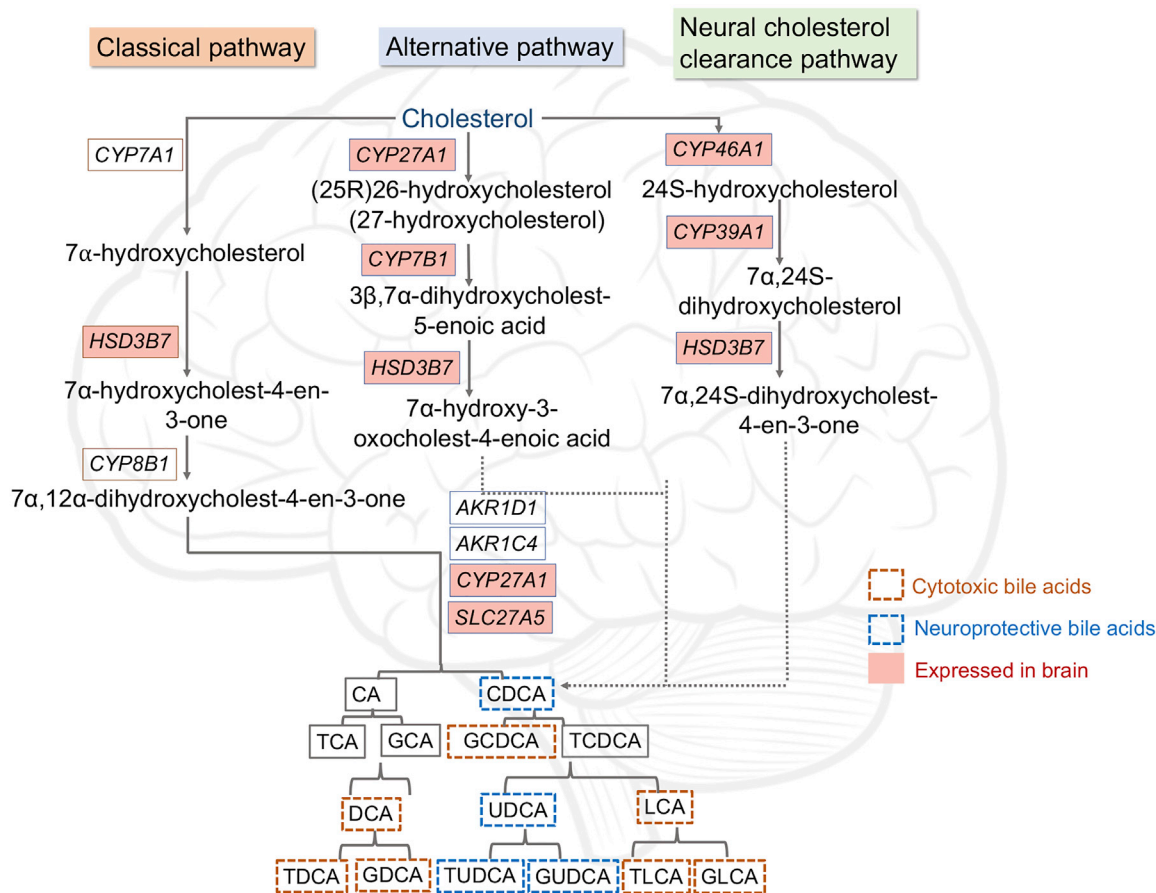 Classical pathway
Alternative pathway
Neural cholesterol
clearance pathway
Cholesterol
CYP7A1
7α-hydroxycholesterol
HSD3B7
7α-hydroxycholest-4-en-
3-one
CYP8B1
7α,12α-dihydroxycholest-4-en-3-one
CYP27A1
(25R)26-hydroxycholesterol
(27-hydroxycholesterol)
CYP7B1
3β,7α-dihydroxycholest-
5-enoic acid
HSD3B7
7α-hydroxy-3-
oxocholest-4-enoic acid
CYP46A1
24S-hydroxycholesterol
CYP39A1
7α,24S-
dihydroxycholesterol
HSD3B7
7α,24S-dihydroxycholest-
4-en-3-one
AKR1D1
AKR1C4
CYP27A1
SLC27A5
Cytotoxic bile acids
Neuroprotective bile acids
Expressed in brain
CA
CDCA
TCA
GCA
GCDCA
TCDCA
DCA
UDCA
LCA
TDCA
GDCA
TUDCA
GUDCA
TLCA
GLCA